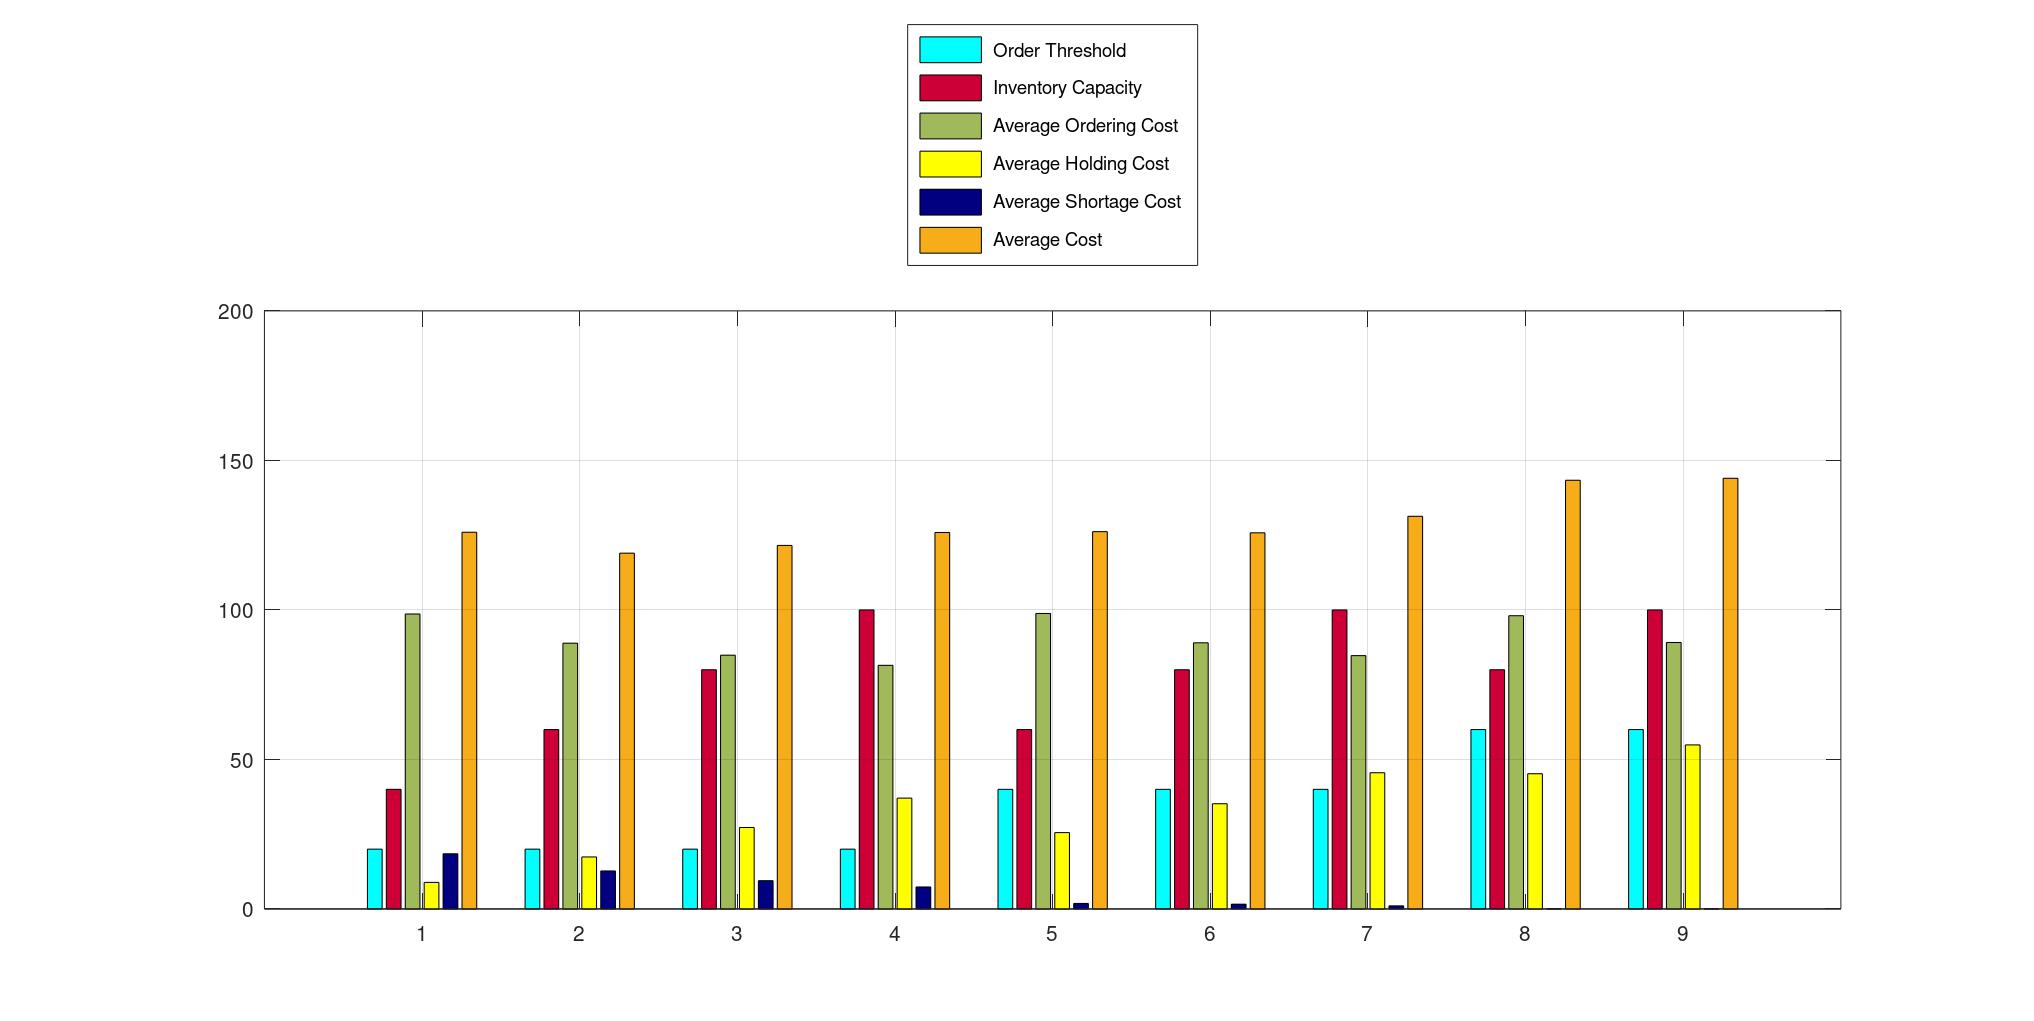 Order Threshold
Inventory Capacity
Average Ordering Cost
Average Holding Cost
Average Shortage Cost
Average Cost
200
150
100
50
0
1 2 3 4 5 6 7 8 9